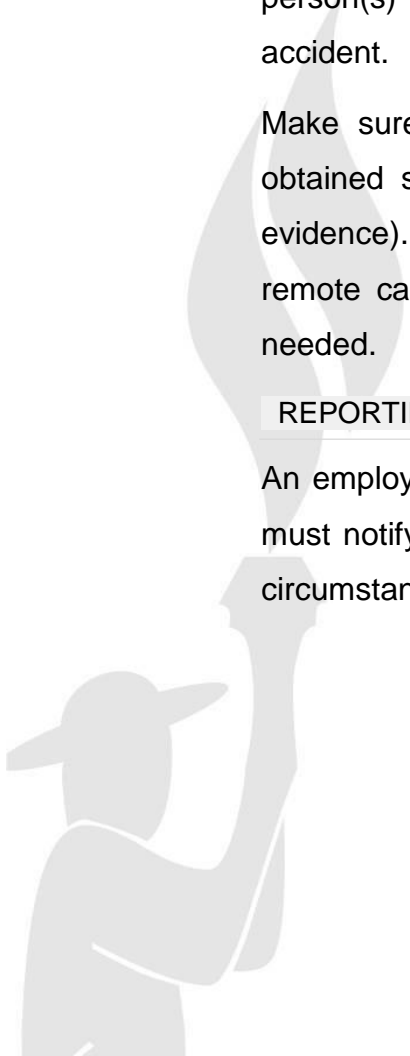 person(s)
accident.
Make sure
obtained s
evidence).
remote ca
needed.
REPORTI
An employ
must notify
circumstan